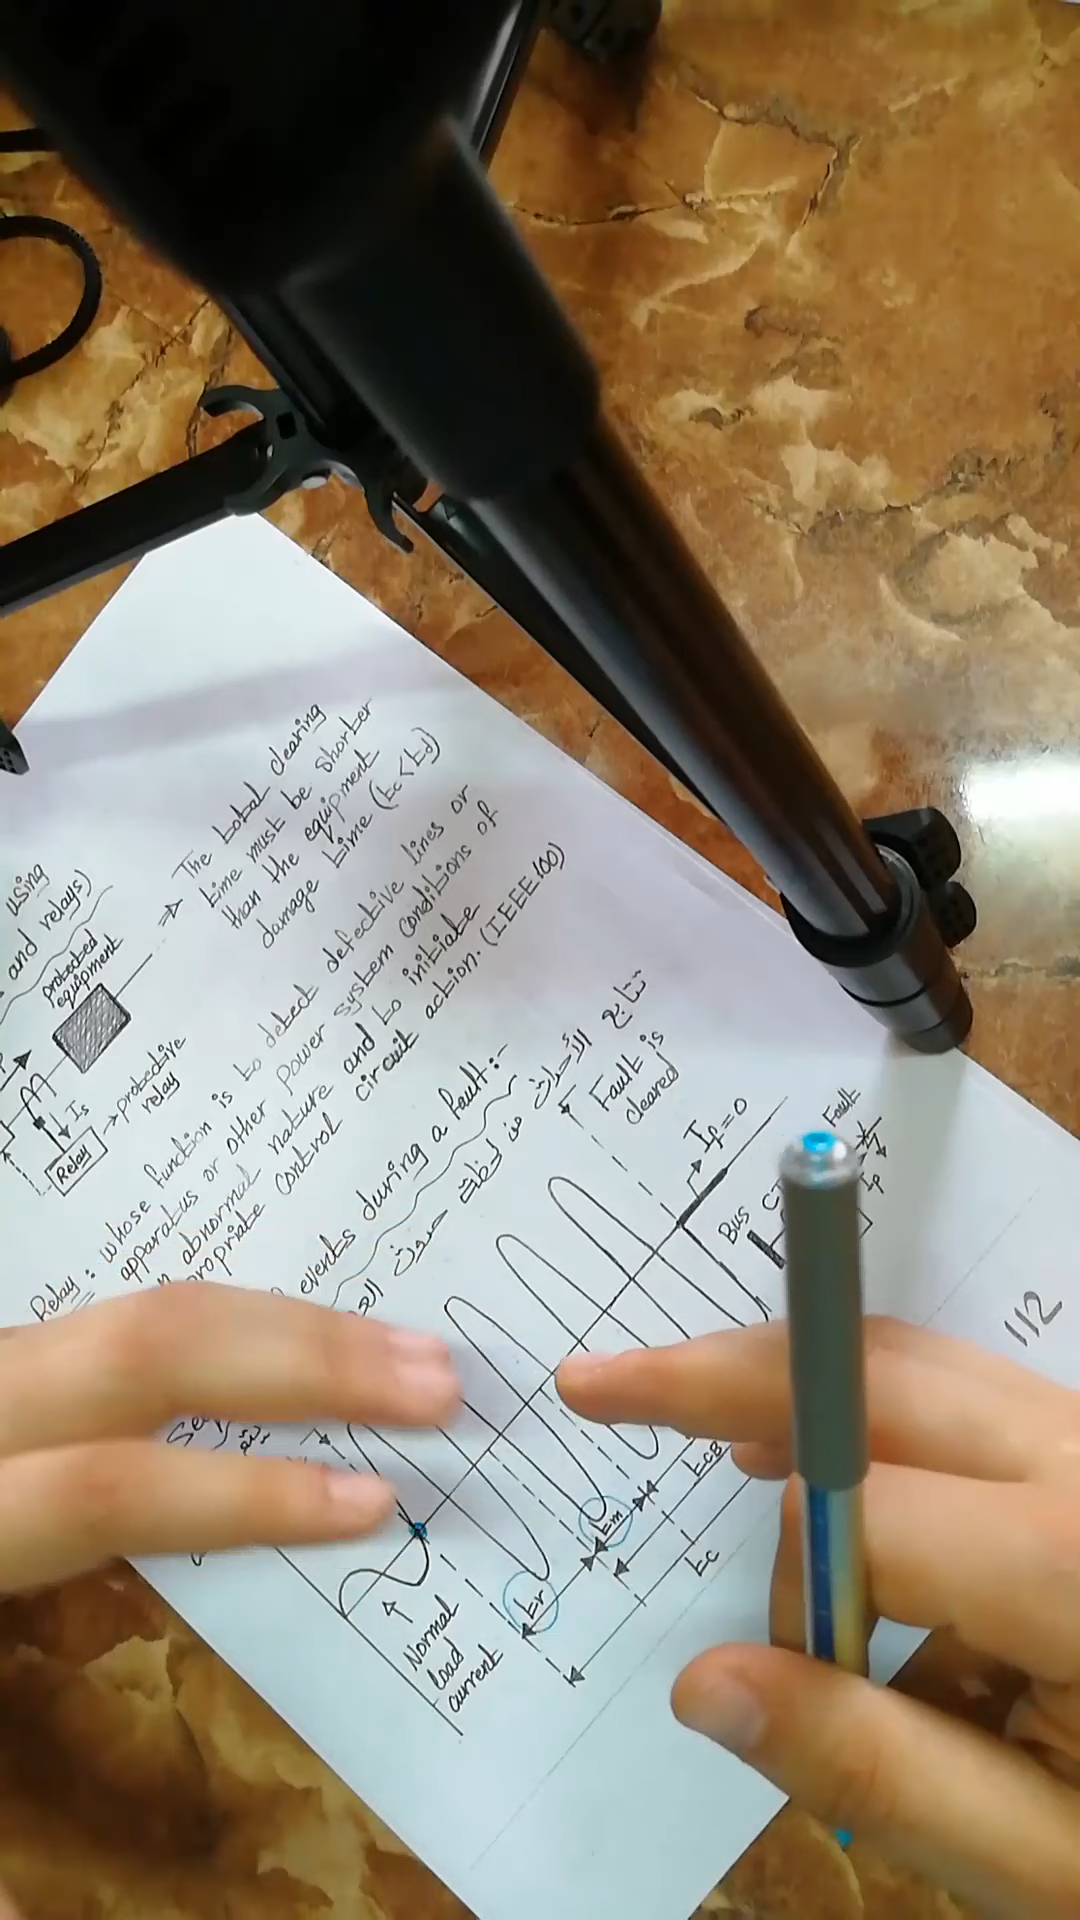 using
and relays)
protected
equipment
Is
Relay
→ protective
relay
⇒ The total clearing
time must be shorter
than the equipment
damage time (tc < td)
Relay: whose function is to detect defective lines or
apparatus or other power system conditions of
abnormal nature and to initiate
appropriate control circuit action. (IEEE 100)
events during a fault:-
تتابع الأحداث
من لحظة حدوث
Fault is
cleared
IP = 0
Fault
IP
Bus
CT
tr
tm
tCB
tc
Normal
load
current
112